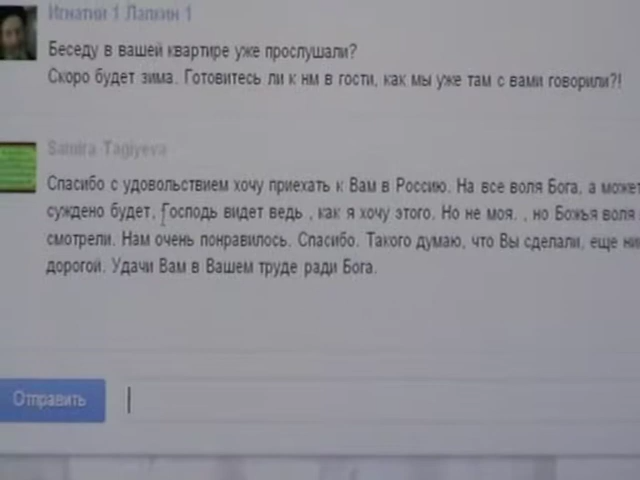 Игнатий 1 Лапкин 1
Беседу в вашей квартире уже прослушали?
Скоро будет зима. Готовитесь ли к нм в гости, как мы уже там с вами говорили?!
Samira Tagiyeva
Спасибо с удовольствием хочу приехать к Вам в Россию. На все воля Бога, а может
суждено будет, Господь видет ведь , как я хочу этого. Но не моя. , но Божья воля
смотрели. Нам очень понравилось. Спасибо. Такого думаю, что Вы сделали, еще
дорогой. Удачи Вам в Вашем труде ради Бога.
Отправить